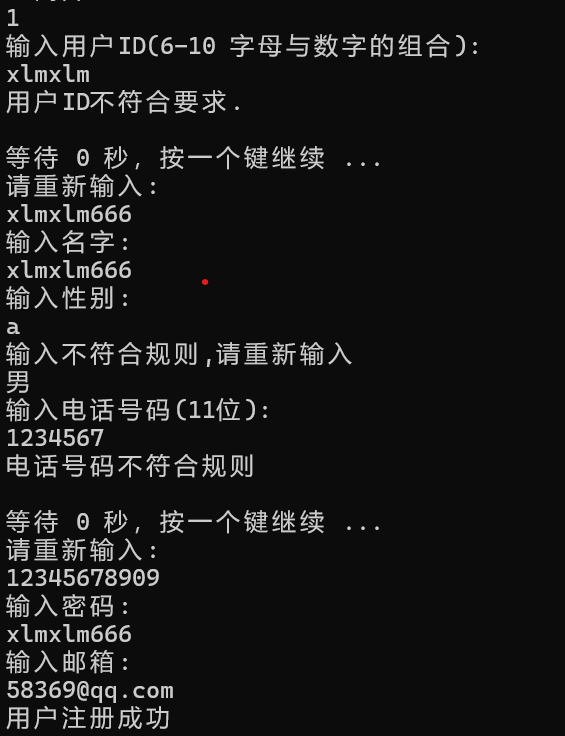 1
输入用户ID(6-10 字母与数字的组合):
xlmxlm
用户ID不符合要求.
等待 0 秒, 按一个键继续 ...
请重新输入:
xlmxlm666
输入名字:
xlmxlm666
输入性别:
a
输入不符合规则,请重新输入
男
输入电话号码(11位):
1234567
电话号码不符合规则
等待 0 秒, 按一个键继续 ...
请重新输入:
12345678909
输入密码:
xlmxlm666
输入邮箱:
58369@qq.com
用户注册成功